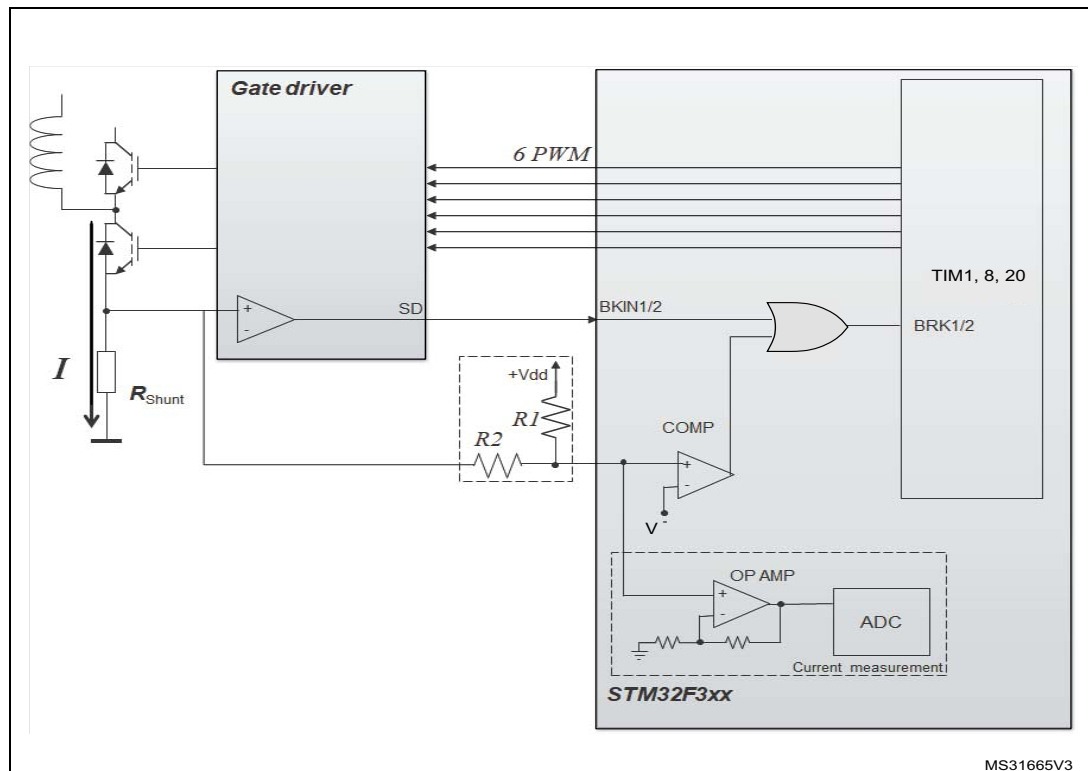 Gate driver
6 PWM
TIM1, 8, 20
+
-
SD
BKIN1/2
BRK1/2
I
RShunt
+Vdd
R1
R2
COMP
+
-
V -
OP AMP
+
-
ADC
Current measurement
STM32F3xx
MS31665V3